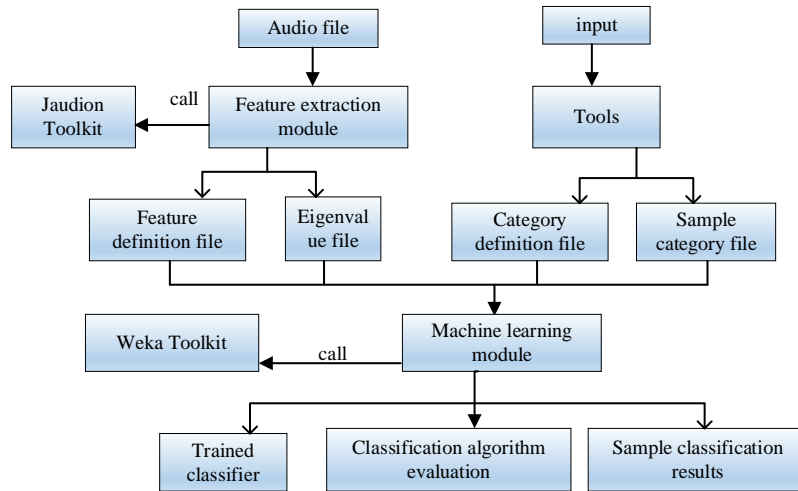 Audio file
input
call
Jaudion
Toolkit
Feature extraction
module
Tools
Feature
definition file
Eigenval
ue file
Category
definition file
Sample
category file
Weka Toolkit
call
Machine learning
module
Trained
classifier
Classification algorithm
evaluation
Sample classification
results